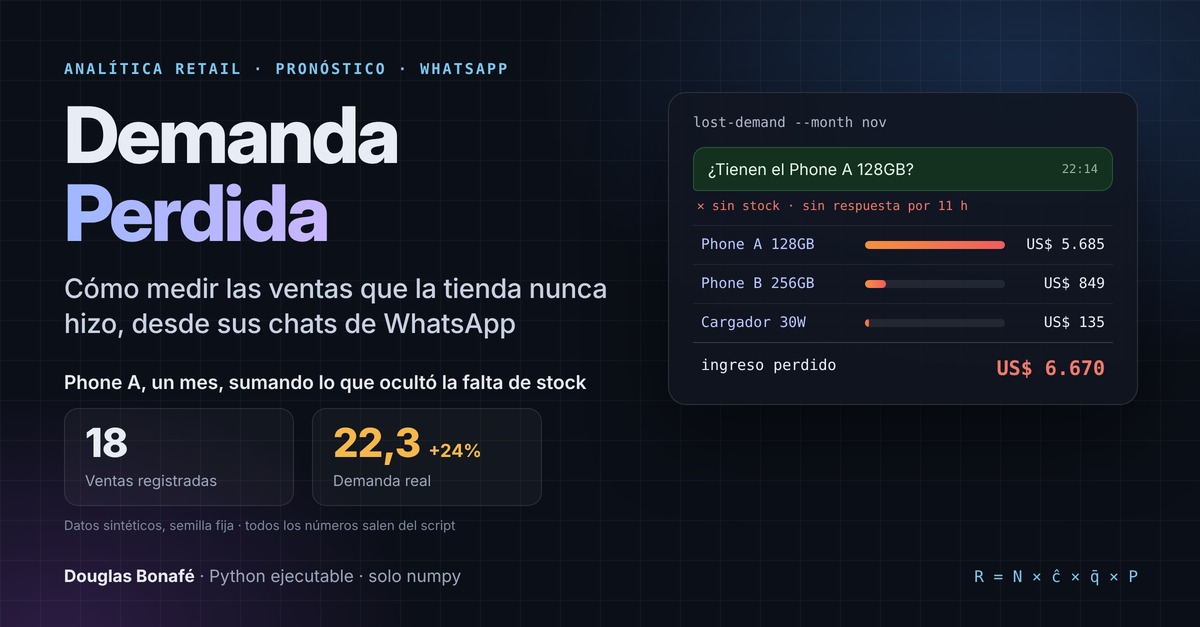 ANALÍTICA RETAIL · PRONÓSTICO · WHATSAPP
Demanda
Perdida
Cómo medir las ventas que la tienda nunca
hizo, desde sus chats de WhatsApp
Phone A, un mes, sumando lo que ocultó la falta de stock
18
Ventas registradas
22,3 +24%
Demanda real
Datos sintéticos, semilla fija · todos los números salen del script
Douglas Bonafé · Python ejecutable · solo numpy
lost-demand --month nov
¿Tienen el Phone A 128GB? 22:14
× sin stock · sin respuesta por 11 h
Phone A 128GB US$ 5.685
Phone B 256GB US$ 849
Cargador 30W US$ 135
ingreso perdido US$ 6.670
R = N × ĉ × q̄ × P